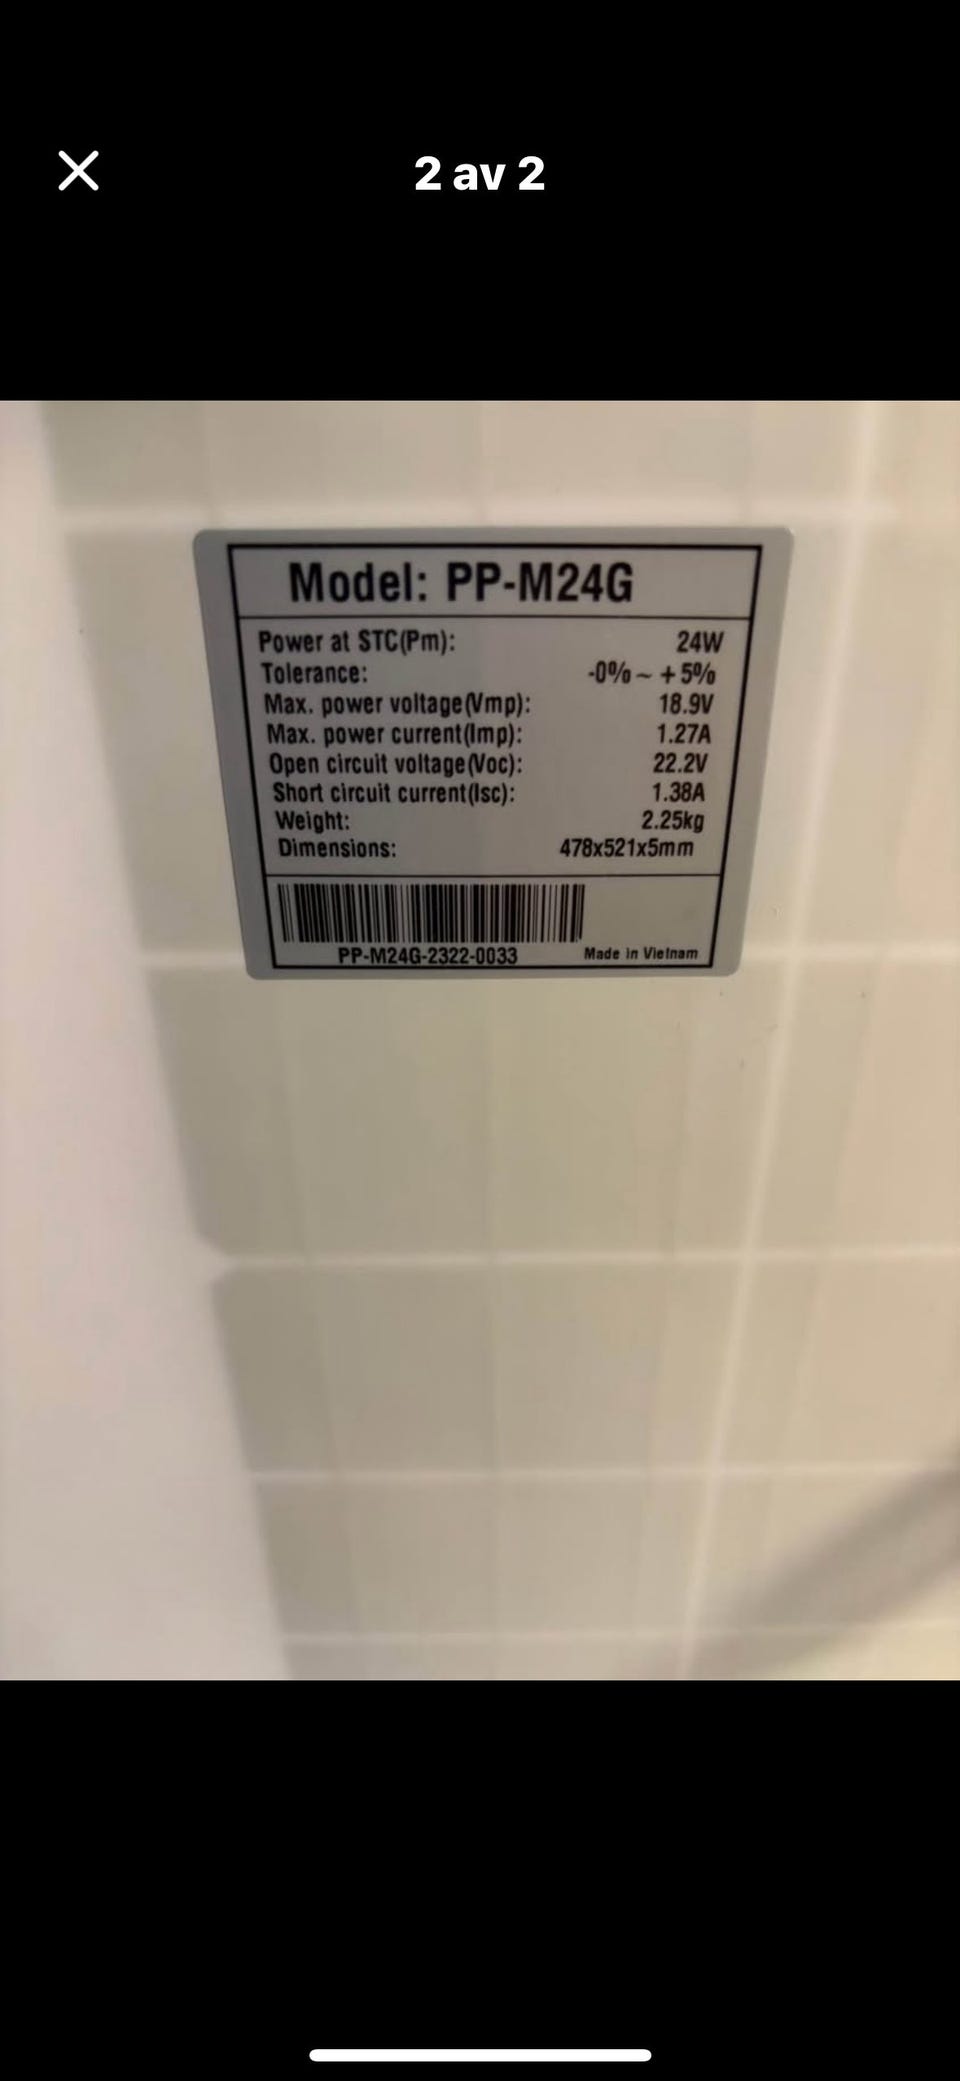 2 av 2
Model: PP-M24G
Power at STC(Pm): 24W
Tolerance: -0% ~ +5%
Max. power voltage(Vmp): 18.9V
Max. power current(Imp): 1.27A
Open circuit voltage(Voc): 22.2V
Short circuit current(Isc): 1.38A
Weight: 2.25kg
Dimensions: 478x521x5mm
PP-M24G-2322-0033 Made in Vietnam